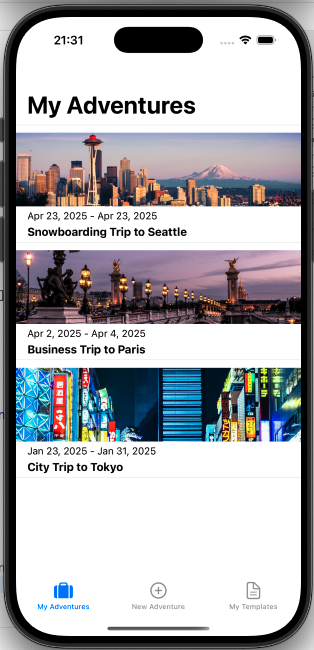 21:31
My Adventures
Apr 23, 2025 - Apr 23, 2025
Snowboarding Trip to Seattle
Apr 2, 2025 - Apr 4, 2025
Business Trip to Paris
Jan 23, 2025 - Jan 31, 2025
City Trip to Tokyo
My Adventures
New Adventure
My Templates